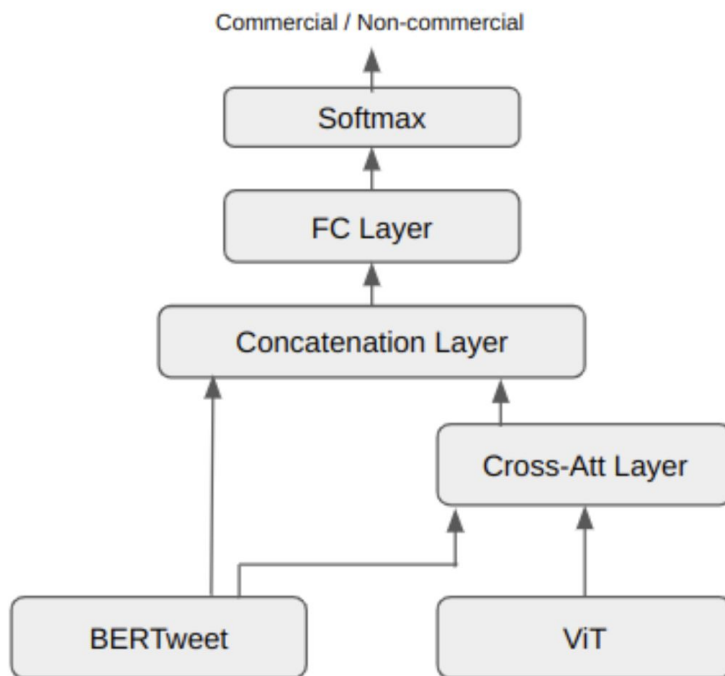 Commercial / Non-commercial
Softmax
FC Layer
Concatenation Layer
Cross-Att Layer
BERTweet
ViT